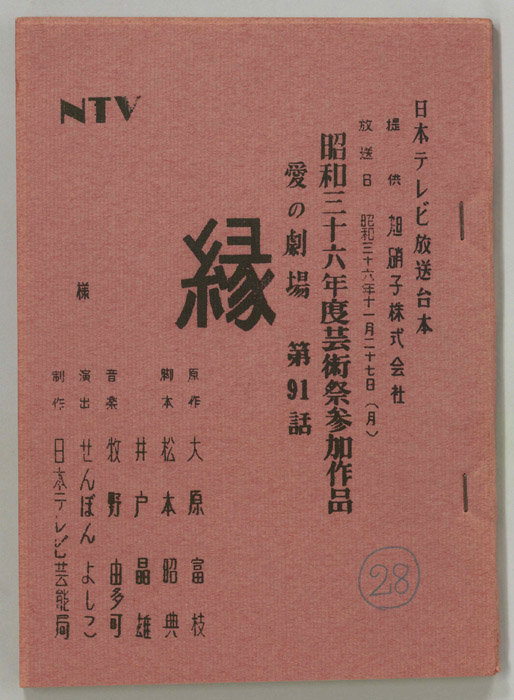 日本テレビ放送台本
提供 旭硝子株式会社
放送日 昭和三十六年十一月二十七日(月)
昭和三十六年度芸術祭参加作品
愛の劇場 第91話
縁
NTV
様
原作 大原富枝
脚本 松本昭典
井戸晶雄
音楽 牧野由多可
演出 せんぼんよしつ)
制作 日本テレビ芸能局
28